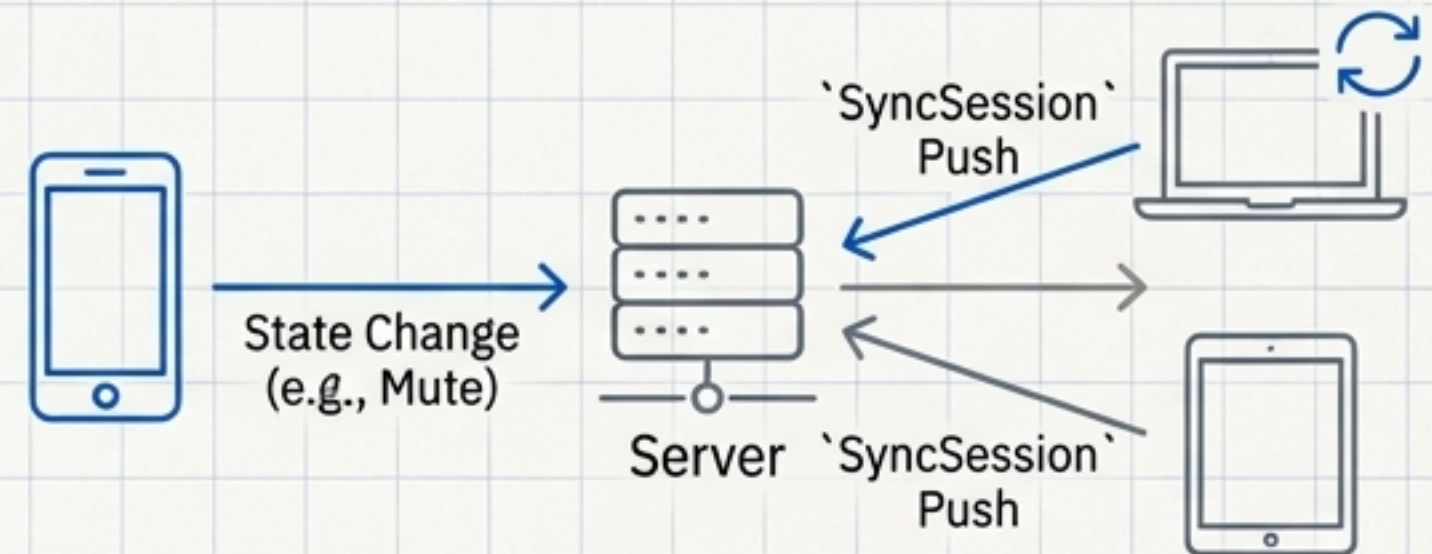 `SyncSession`
Push
State Change
(e.g., Mute)
Server
`SyncSession`
Push